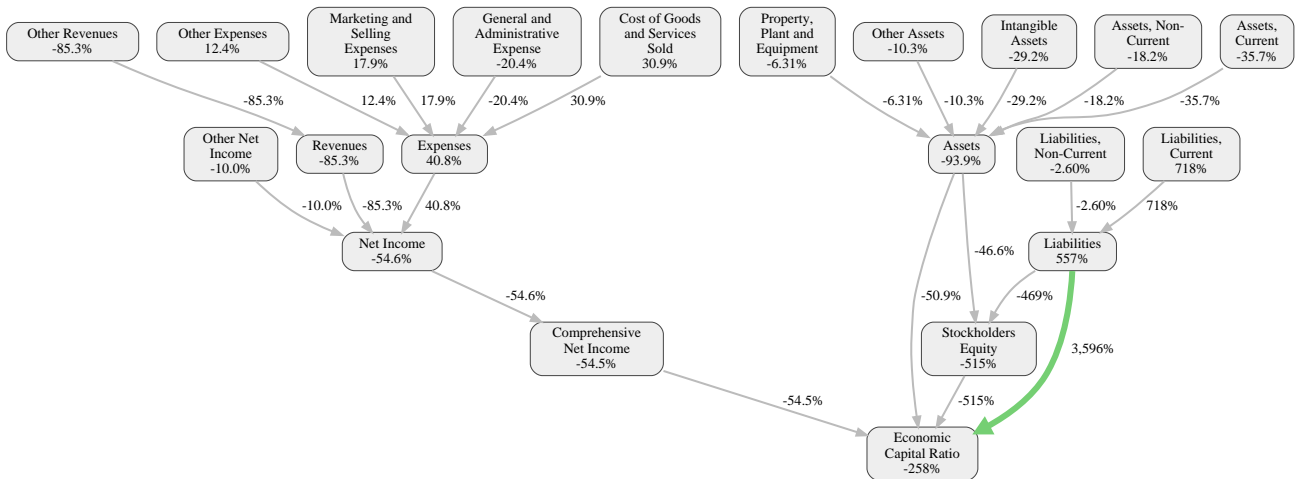 Other Revenues
-85.3%
Other Expenses
12.4%
Marketing and
Selling
Expenses
17.9%
General and
Administrative
Expense
-20.4%
Cost of Goods
and Services
Sold
30.9%
Property,
Plant and
Equipment
-6.31%
Other Assets
-10.3%
Intangible
Assets
-29.2%
Assets, Non-
Current
-18.2%
Assets,
Current
-35.7%
-85.3%
12.4%
17.9%
-20.4%
30.9%
-6.31%
-10.3%
-29.2%
-18.2%
-35.7%
Other Net
Income
-10.0%
Revenues
-85.3%
Expenses
40.8%
Assets
-93.9%
Liabilities,
Non-Current
-2.60%
Liabilities,
Current
718%
-10.0%
-85.3%
40.8%
-2.60%
718%
Net Income
-54.6%
-46.6%
Liabilities
557%
-54.6%
-50.9%
-469%
Comprehensive
Net Income
-54.5%
Stockholders
Equity
-515%
3,596%
-54.5%
-515%
Economic
Capital Ratio
-258%